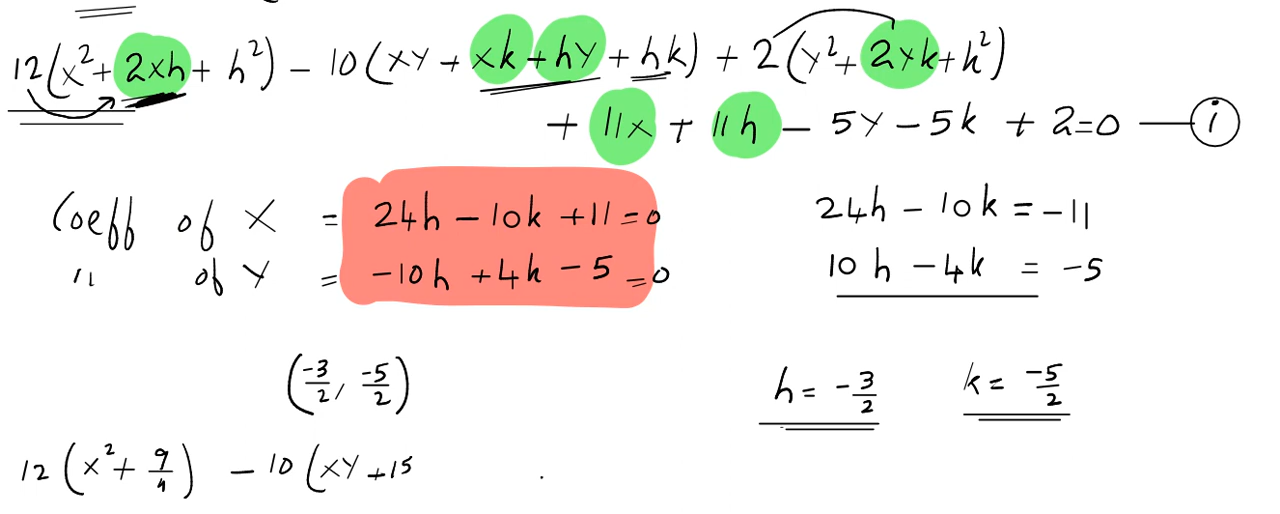 12(x² + 2xh + h²) - 10(xy + xk + hy + hk) + 2(y² + 2yk + h²)
+ 11x + 11h - 5y - 5k + 2 = 0 — (i)
Coeff of X = 24h - 10k + 11 = 0
24h - 10k = -11
11 of Y = -10h + 4k - 5 = 0
10h - 4k = -5
(-3/2, -5/2)
h = -3/2 k = -5/2
12(x² + 9/4) - 10(xy + 15